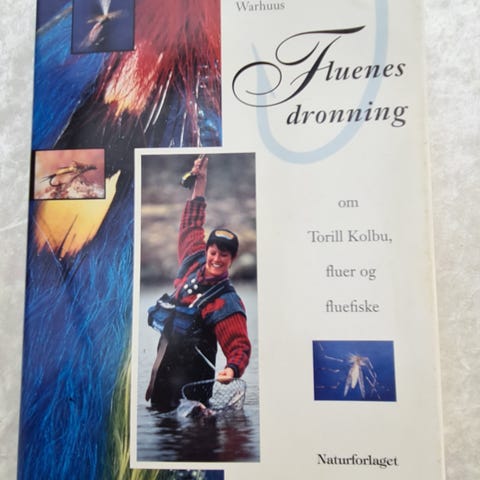 Warhuus
Fluenes
dronning
om
Torill Kolbu,
fluer og
fluefiske
Naturforlaget